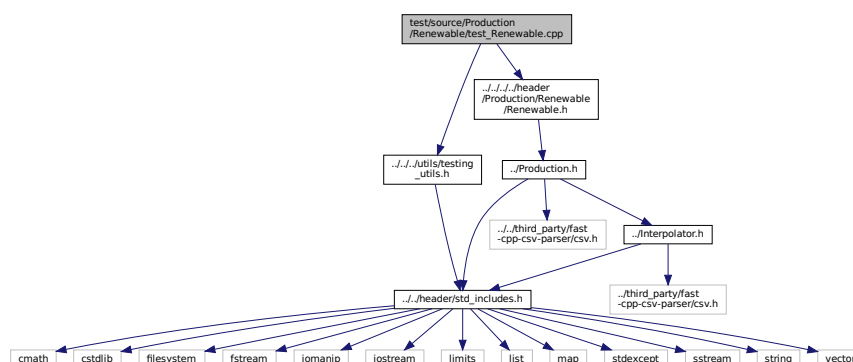 test/source/Production
/Renewable/test_Renewable.cpp
../../../../header
/Production/Renewable
/Renewable.h
../../../utils/testing
_utils.h
../Production.h
../../third_party/fast
-cpp-csv-parser/csv.h
../Interpolator.h
../third_party/fast
-cpp-csv-parser/csv.h
../../header/std_includes.h
cmath
cstdlib
filesystem
fstream
iomanip
iostream
limits
list
map
stdexcept
sstream
string
vector